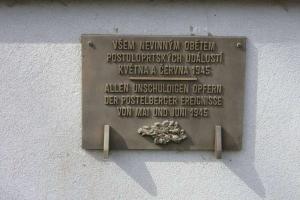 VŠEM NEVINNÝM OBĚTEM
POSTOLOPRTSKÝCH UDÁLOSTÍ
KVĚTNA A ČERVNA 1945
ALLEN UNSCHULDIGEN OPFERN
DER POSTELBERGER EREIGNISSE
VON MAI UND JUNI 1945